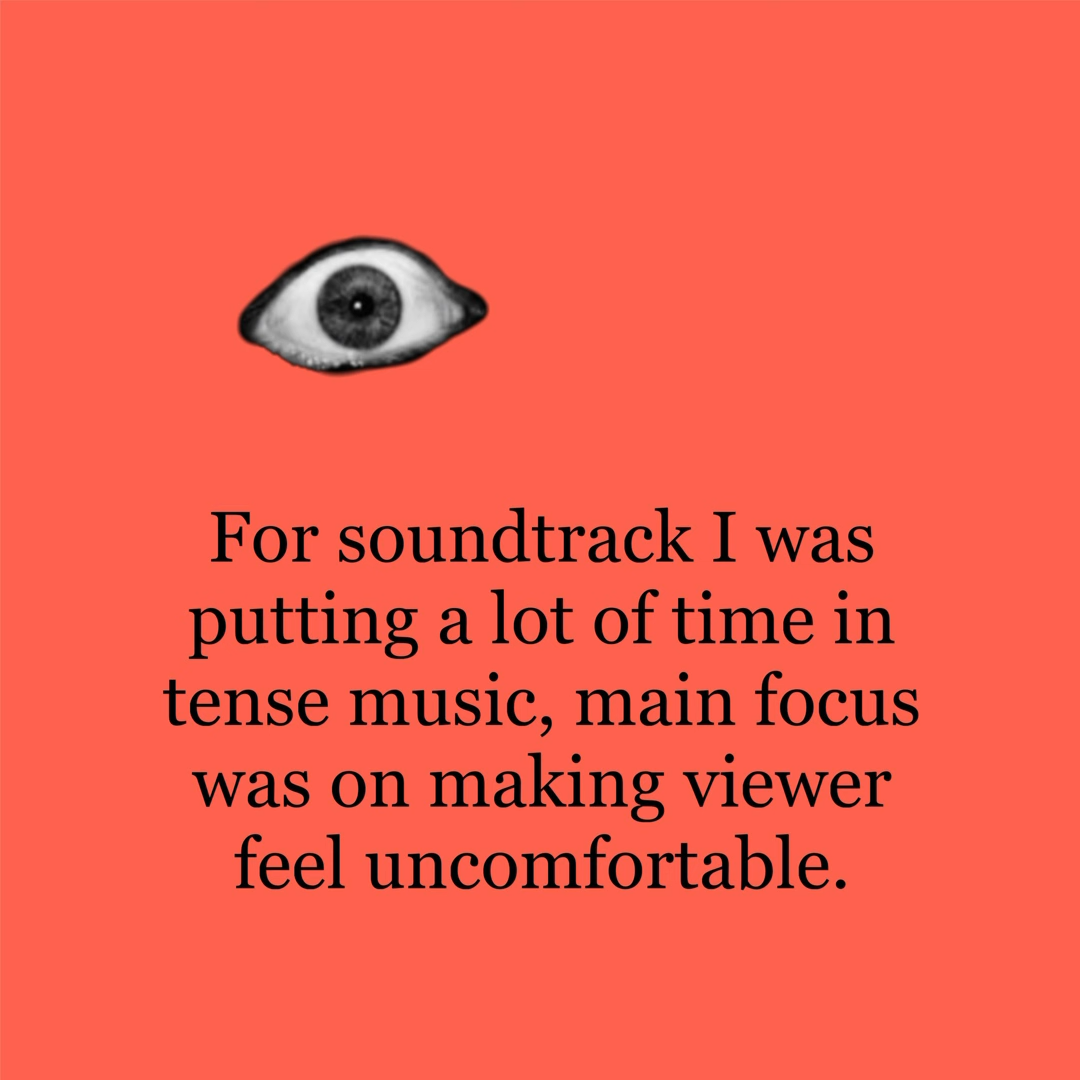 For soundtrack I was
putting a lot of time in
tense music, main focus
was on making viewer
feel uncomfortable.